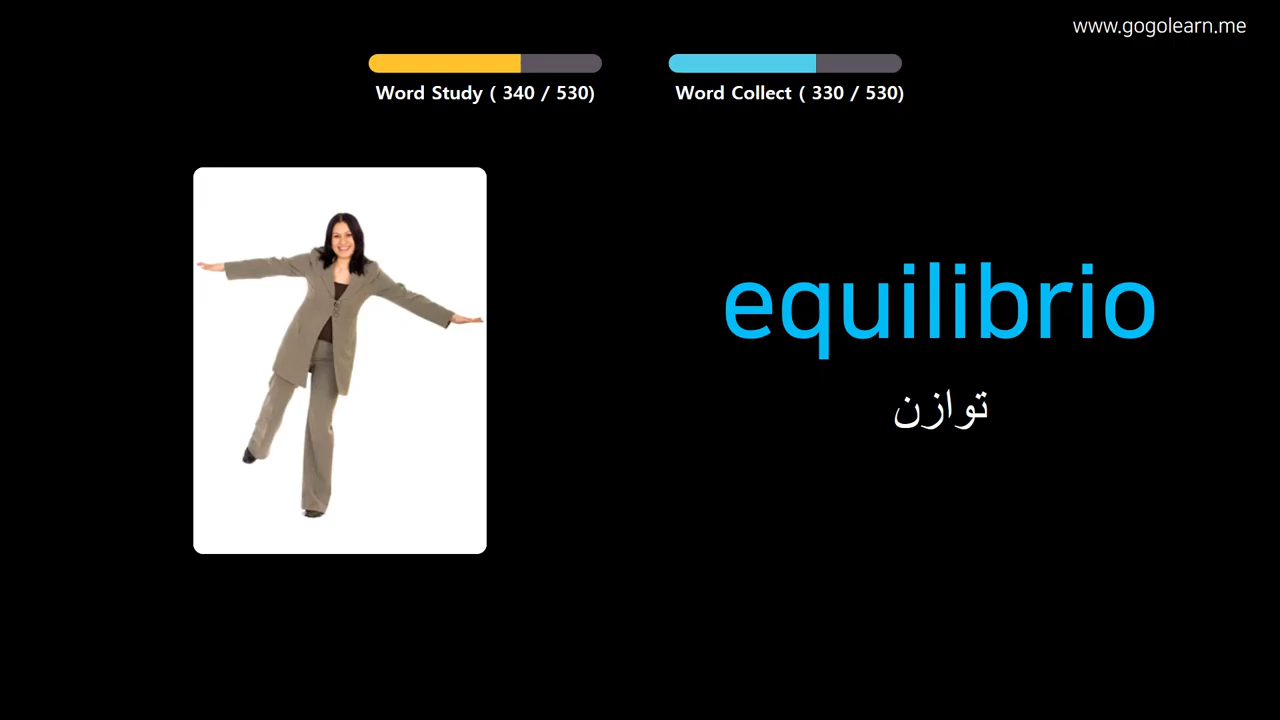 www.gogolearn.me
Word Study ( 340 / 530)
Word Collect ( 330 / 530)
equilibrio
توازن